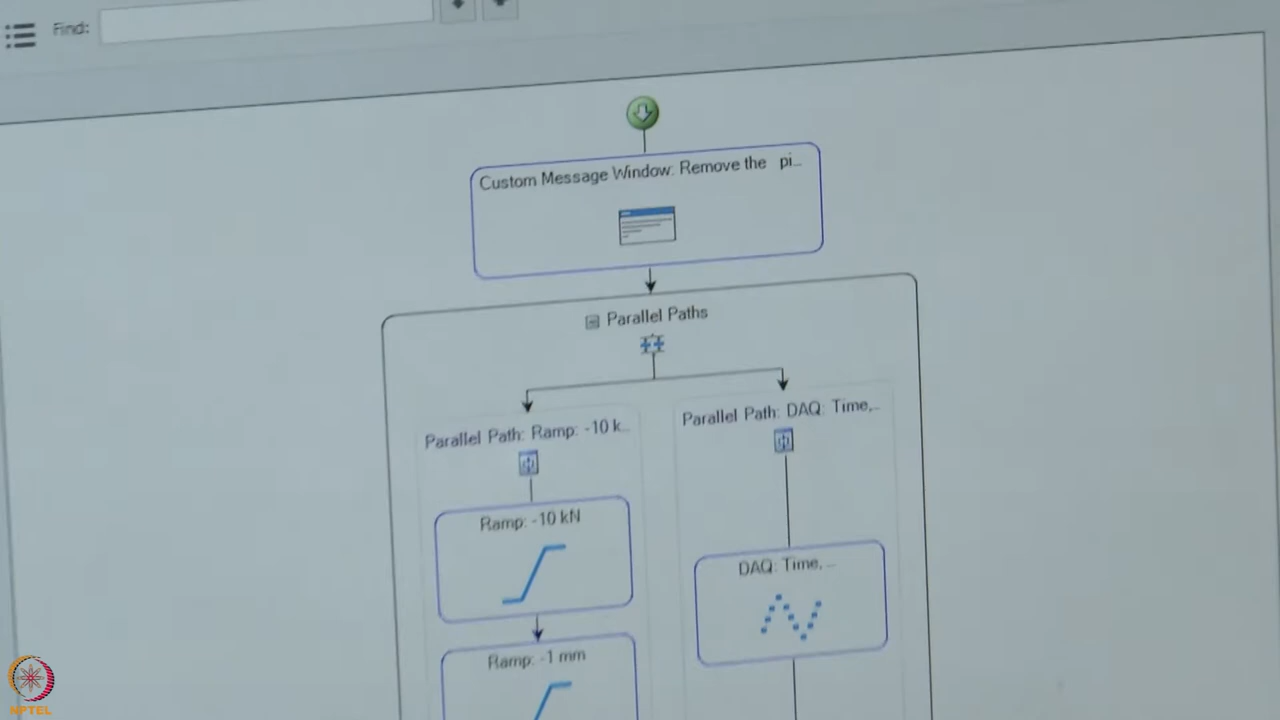 Find:
Custom Message Window: Remove the pi...
Parallel Paths
Parallel Path: Ramp: -10 k...
Parallel Path: DAQ: Time,...
Ramp: -10 kN
DAQ: Time, ...
Ramp: -1 mm
NPTEL